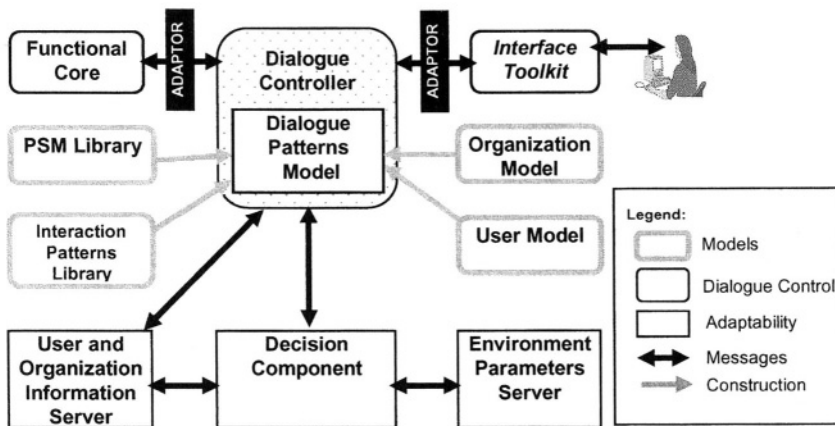 Functional
Core
ADAPTOR
Dialogue
Controller
ADAPTOR
Interface
Toolkit
PSM Library
Dialogue
Patterns
Model
Organization
Model
Interaction
Patterns
Library
User Model
User and
Organization
Information
Server
Decision
Component
Environment
Parameters
Server
Legend:
Models
Dialogue Control
Adaptability
Messages
Construction